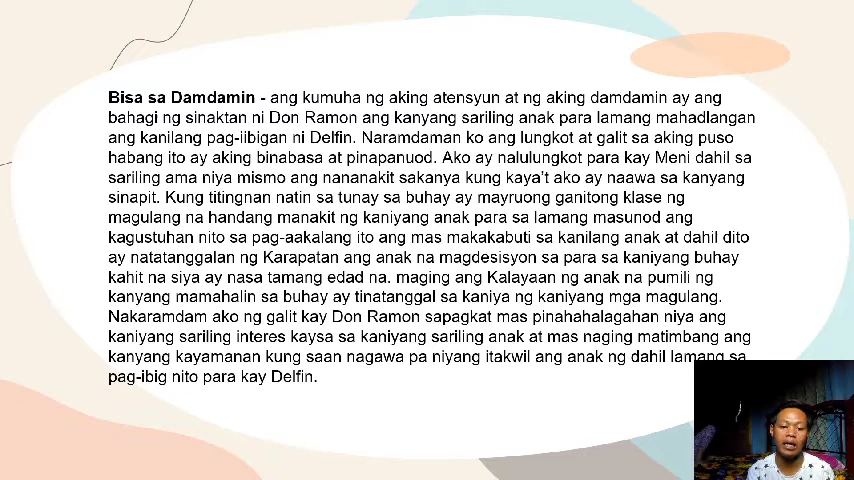 Bisa sa Damdamin - ang kumuha ng aking atensyun at ng aking damdamin ay ang
bahagi ng sinaktan ni Don Ramon ang kanyang sariling anak para lamang mahadlangan
ang kanilang pag-iibigan ni Delfin. Naramdaman ko ang lungkot at galit sa aking puso
habang ito ay aking binabasa at pinapanuod. Ako ay nalulungkot para kay Meni dahil sa
sariling ama niya mismo ang nananakit sakanya kung kaya't ako ay naawa sa kanyang
sinapit. Kung titingnan natin sa tunay sa buhay ay mayruong ganitong klase ng
magulang na handang manakit ng kaniyang anak para sa lamang masunod ang
kagustuhan nito sa pag-aakalang ito ang mas makakabuti sa kanilang anak at dahil dito
ay natatanggalan ng Karapatan ang anak na magdesisyon sa para sa kaniyang buhay
kahit na siya ay nasa tamang edad na. maging ang Kalayaan ng anak na pumili ng
kanyang mamahalin sa buhay ay tinatanggal sa kaniya ng kaniyang mga magulang.
Nakaramdam ako ng galit kay Don Ramon sapagkat mas pinahahalagahan niya ang
kaniyang sariling interes kaysa sa kaniyang sariling anak at mas naging matimbang ang
kanyang kayamanan kung saan nagawa pa niyang itakwil ang anak ng dahil lamang sa
pag-ibig nito para kay Delfin.